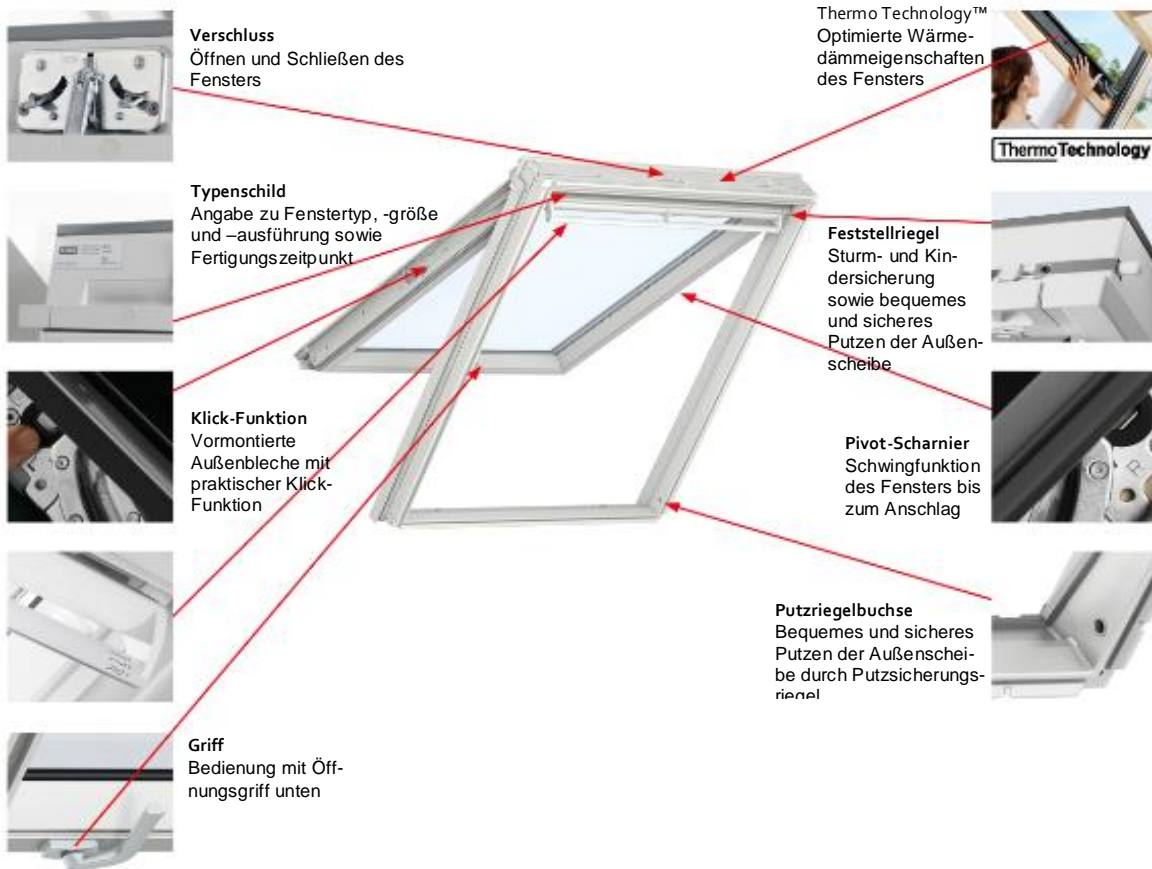 Verschluss
Öffnen und Schließen des
Fensters
Typenschild
Angabe zu Fenstertyp, -größe
und –ausführung sowie
Fertigungszeitpunkt
Klick-Funktion
Vormontierte
Außenbleche mit
praktischer Klick-
Funktion
Griff
Bedienung mit Öff-
nungsgriff unten
Thermo Technology™
Optimierte Wärme-
dämmeigenschaften
des Fensters
ThermoTechnology
Feststellriegel
Sturm- und Kin-
dersicherung
sowie bequemes
und sicheres
Putzen der Außen-
scheibe
Pivot-Scharnier
Schwingfunktion
des Fensters bis
zum Anschlag
Putzriegelbuchse
Bequemes und sicheres
Putzen der Außenschei-
be durch Putzsicherungs-
riegel